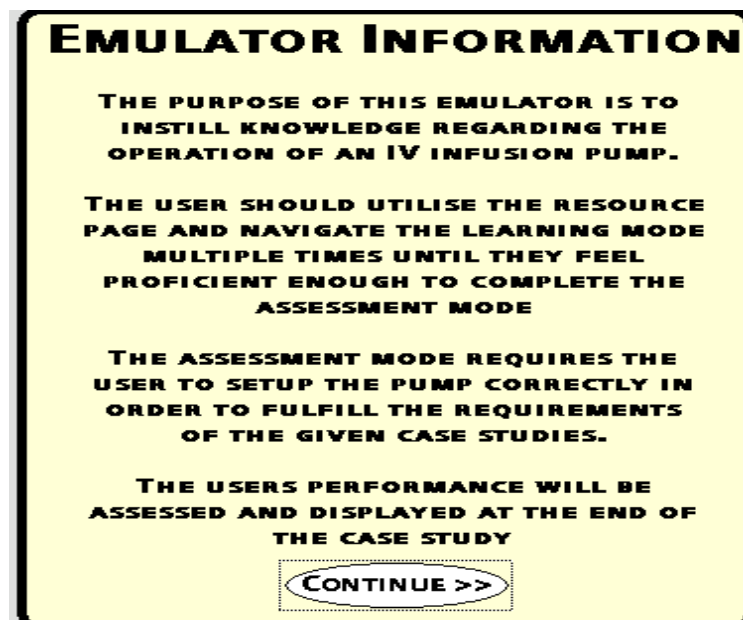 EMULATOR INFORMATION
THE PURPOSE OF THIS EMULATOR IS TO
INSTILL KNOWLEDGE REGARDING THE
OPERATION OF AN IV INFUSION PUMP.
THE USER SHOULD UTILISE THE RESOURCE
PAGE AND NAVIGATE THE LEARNING MODE
MULTIPLE TIMES UNTIL THEY FEEL
PROFICIENT ENOUGH TO COMPLETE THE
ASSESSMENT MODE
THE ASSESSMENT MODE REQUIRES THE
USER TO SETUP THE PUMP CORRECTLY IN
ORDER TO FULFILL THE REQUIREMENTS
OF THE GIVEN CASE STUDIES.
THE USERS PERFORMANCE WILL BE
ASSESSED AND DISPLAYED AT THE END OF
THE CASE STUDY
CONTINUE >>